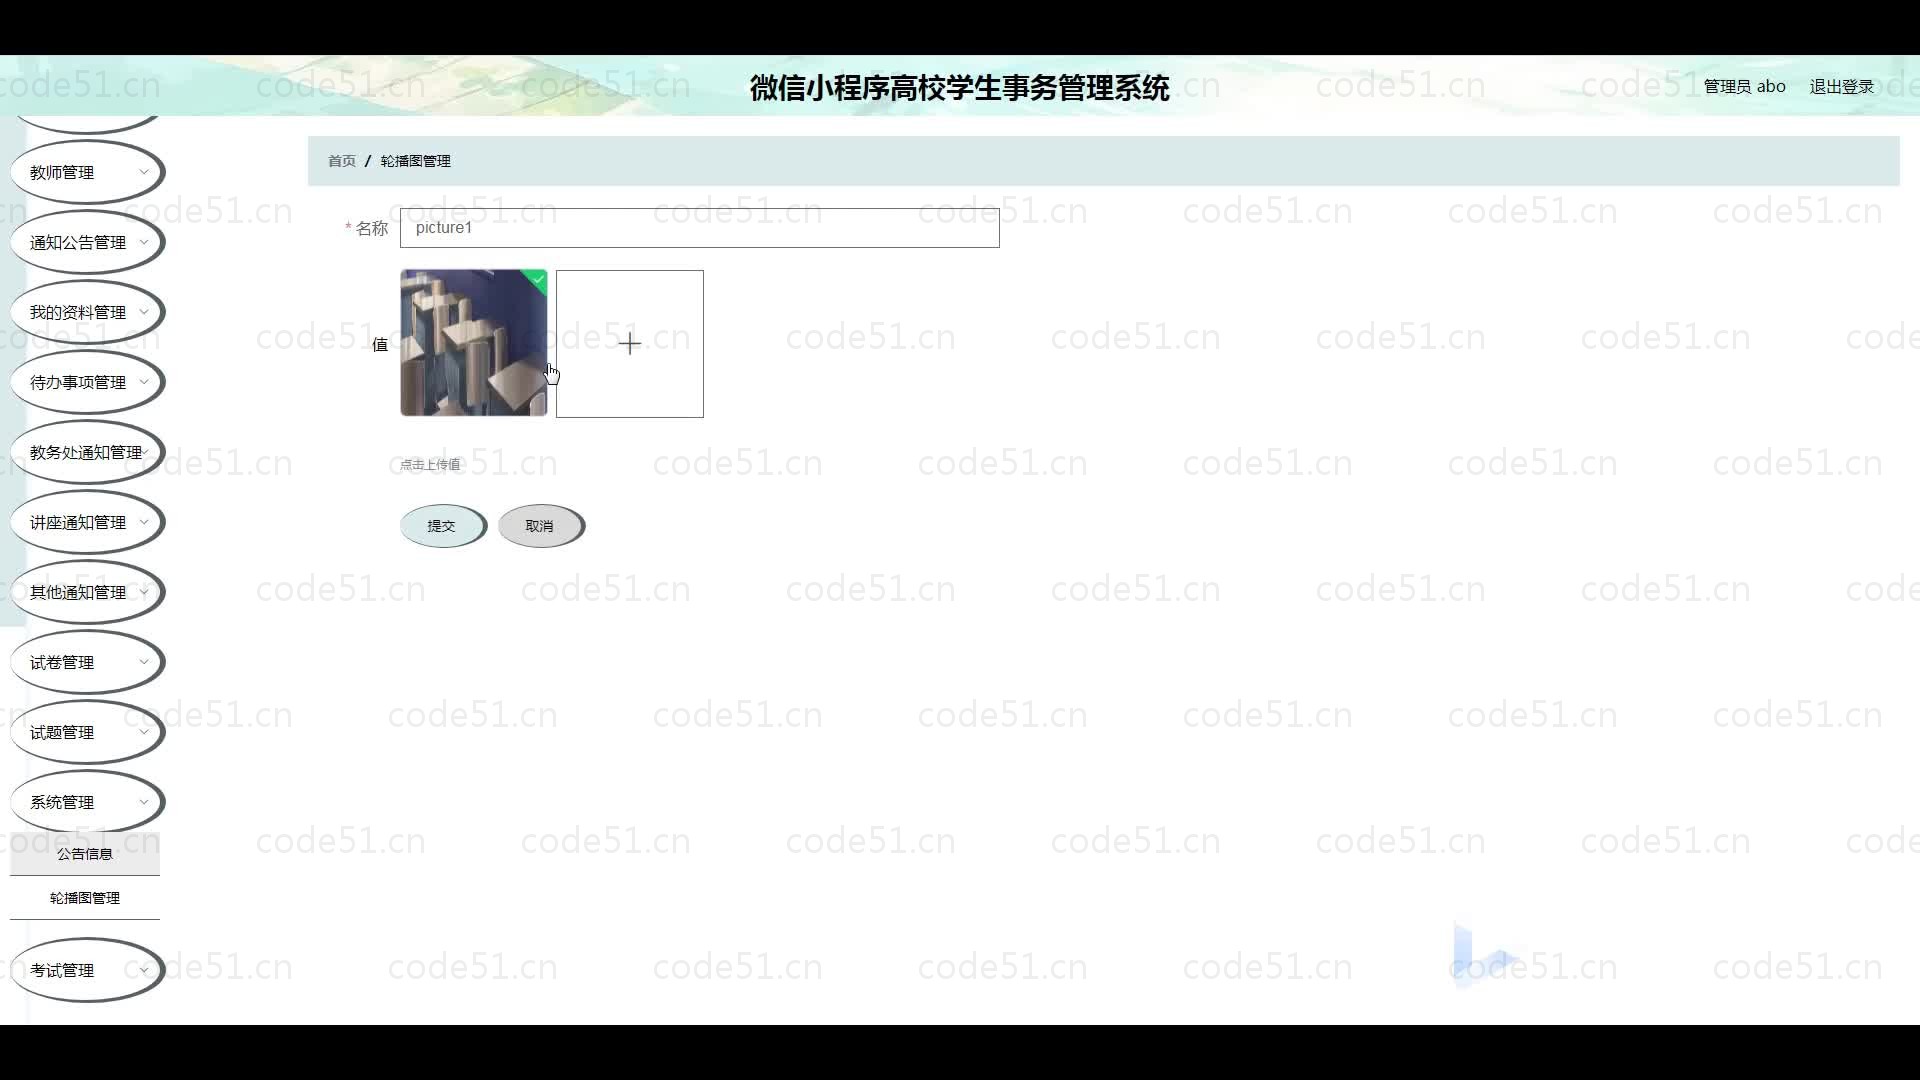 微信小程序高校学生事务管理系统
管理员 abo 退出登录
教师管理
通知公告管理
我的资料管理
待办事项管理
教务处通知管理
讲座通知管理
其他通知管理
试卷管理
试题管理
系统管理
公告信息
轮播图管理
考试管理
首页 / 轮播图管理
* 名称 picture1
值
点击上传值
提交 取消
code51.cn